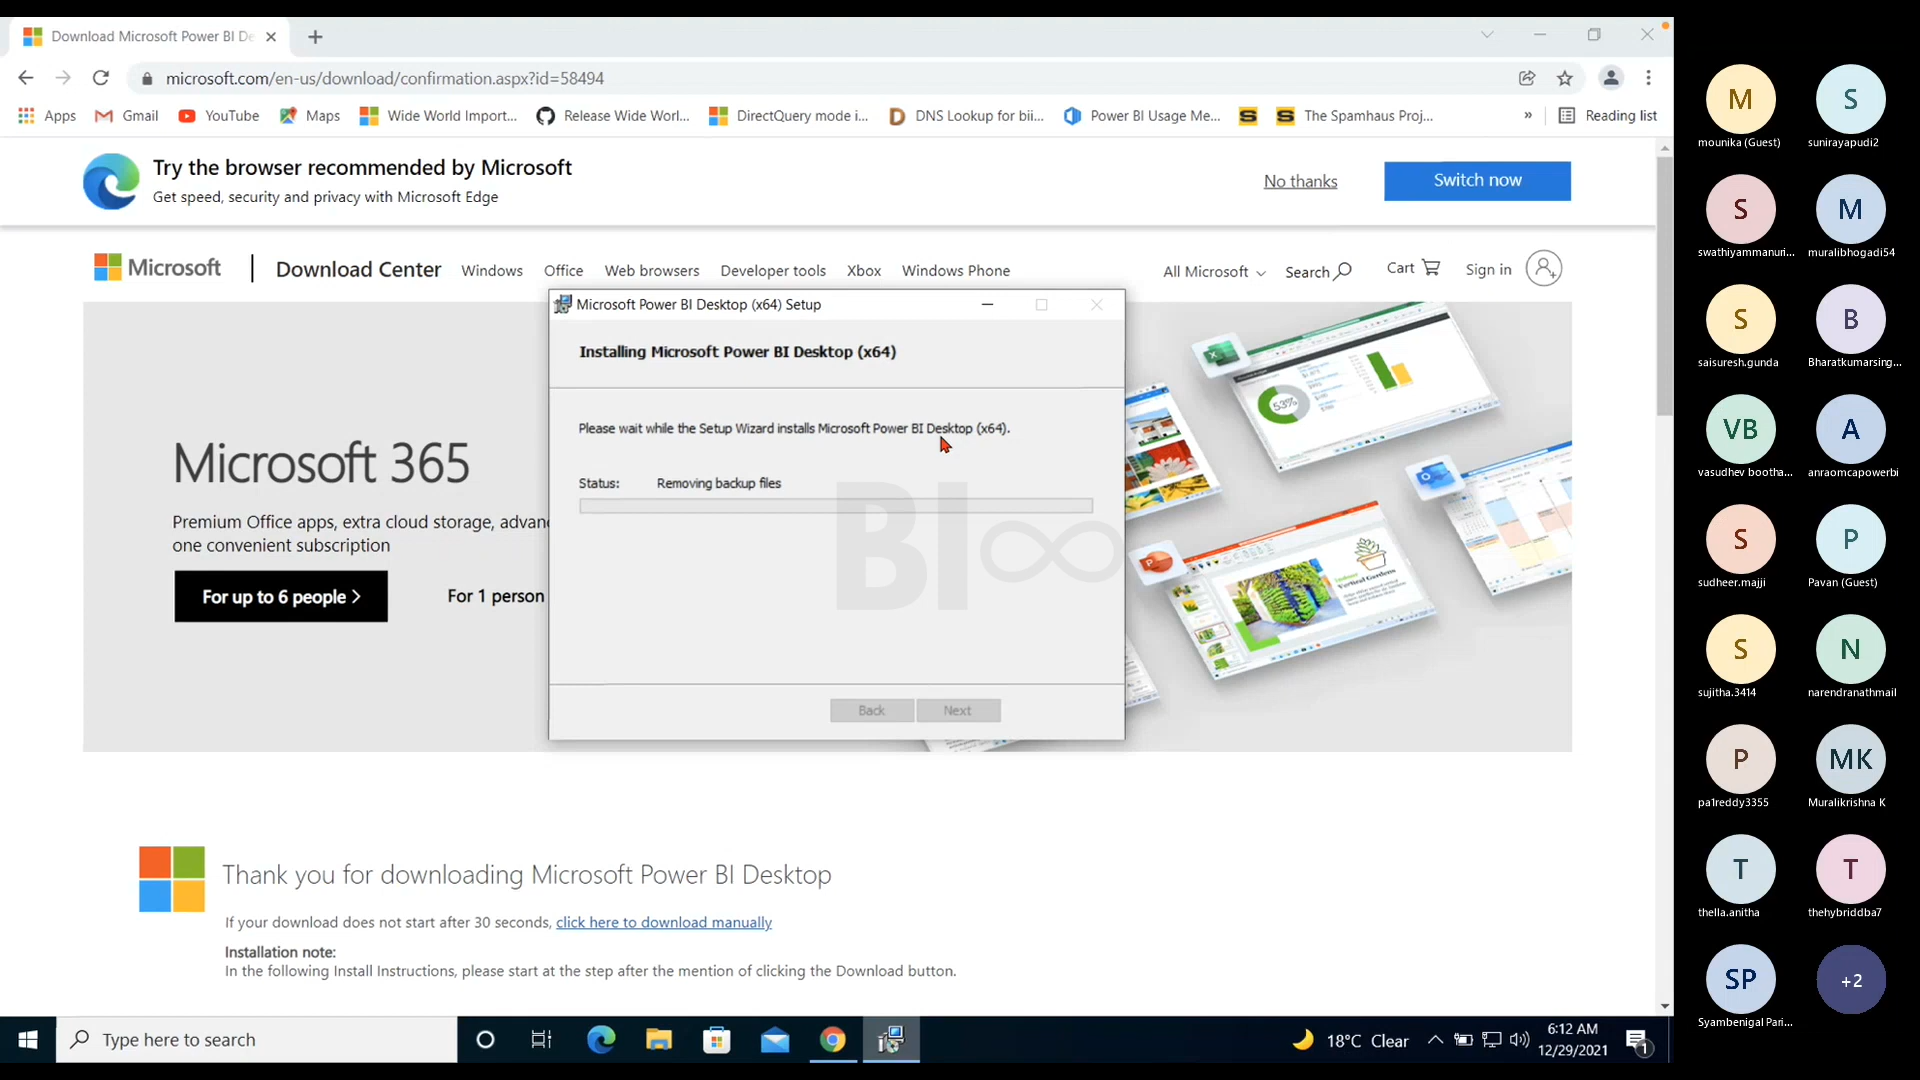 Download Microsoft Power BI De
microsoft.com/en-us/download/confirmation.aspx?id=58494
Apps
Gmail
YouTube
Maps
Wide World Import...
Release Wide Worl...
DirectQuery mode i...
DNS Lookup for bii...
Power BI Usage Me...
The Spamhaus Proj...
»
Reading list
Try the browser recommended by Microsoft
Get speed, security and privacy with Microsoft Edge
No thanks
Switch now
Microsoft
Download Center
Windows
Office
Web browsers
Developer tools
Xbox
Windows Phone
All Microsoft
Search
Cart
Sign in
Microsoft 365
Premium Office apps, extra cloud storage, advan
one convenient subscription
For up to 6 people >
For 1 person
Microsoft Power BI Desktop (x64) Setup
Installing Microsoft Power BI Desktop (x64)
Please wait while the Setup Wizard installs Microsoft Power BI Desktop (x64).
Status:
Removing backup files
BI
Back
Next
53%
Thank you for downloading Microsoft Power BI Desktop
If your download does not start after 30 seconds, click here to download manually
Installation note:
In the following Install Instructions, please start at the step after the mention of clicking the Download button.
Type here to search
18°C Clear
6:12 AM
12/29/2021
1
M
mounika (Guest)
S
sunirayapudi2
S
swathiyammanuri...
M
muralibhogadi54
S
saisuresh.gunda
B
Bharatkumarsing...
VB
vasudhev bootha...
A
anraomcapowerbi
S
sudheer.majji
P
Pavan (Guest)
S
sujitha.3414
N
narendranathmail
P
pa1reddy3355
MK
Muralikrishna K
T
thella.anitha
T
thehybriddba7
SP
Syambenigal Pari...
+2